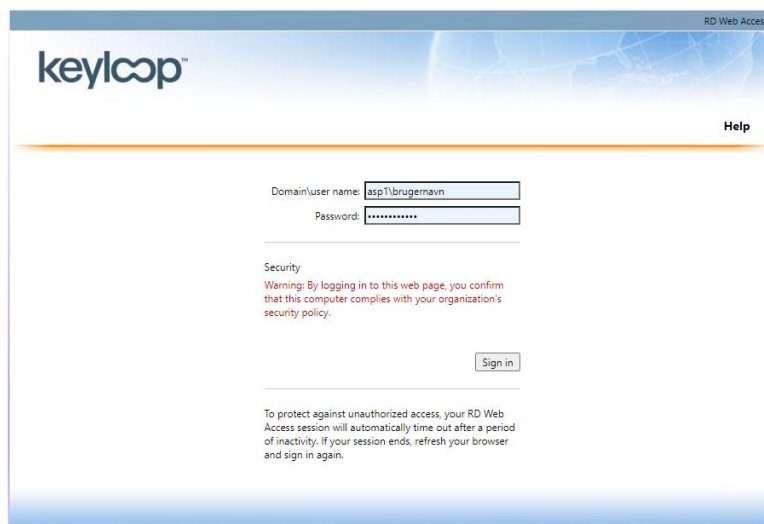 RD Web Acces
keyloop™
Help
Domain\user name: asp1\brugernavn
Password: ••••••••••••
Security
Warning: By logging in to this web page, you confirm
that this computer complies with your organization's
security policy.
Sign in
To protect against unauthorized access, your RD Web
Access session will automatically time out after a period
of inactivity. If your session ends, refresh your browser
and sign in again.